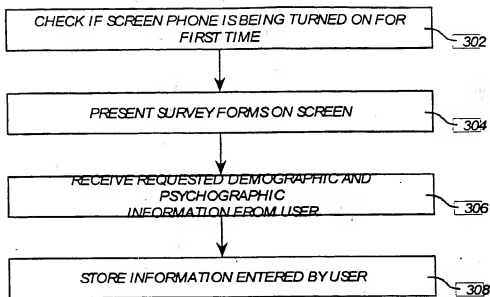 CHECK IF SCREEN PHONE IS BEING TURNED ON FOR
FIRST TIME
302
PRESENT SURVEY FORMS ON SCREEN
304
RECEIVE REQUESTED DEMOGRAPHIC AND
PSYCHOGRAPHIC
INFORMATION FROM USER
306
STORE INFORMATION ENTERED BY USER
308